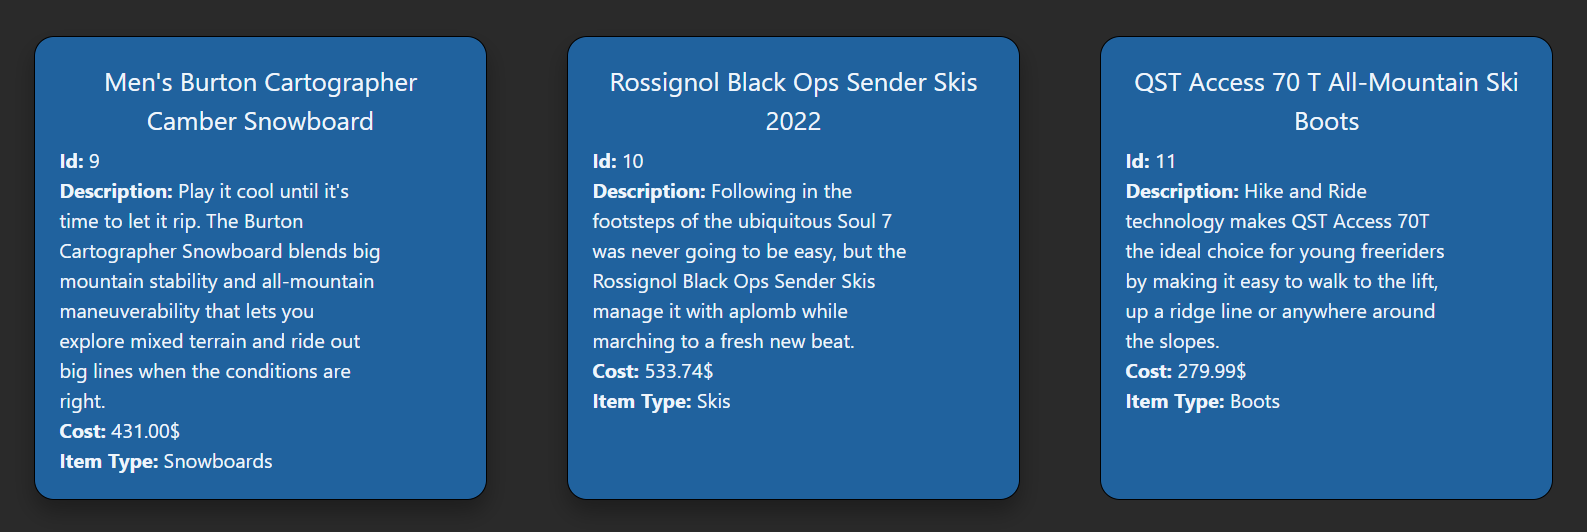 Men's Burton Cartographer
Camber Snowboard
Id: 9
Description: Play it cool until it's
time to let it rip. The Burton
Cartographer Snowboard blends big
mountain stability and all-mountain
maneuverability that lets you
explore mixed terrain and ride out
big lines when the conditions are
right.
Cost: 431.00$
Item Type: Snowboards
Rossignol Black Ops Sender Skis
2022
Id: 10
Description: Following in the
footsteps of the ubiquitous Soul 7
was never going to be easy, but the
Rossignol Black Ops Sender Skis
manage it with aplomb while
marching to a fresh new beat.
Cost: 533.74$
Item Type: Skis
QST Access 70 T All-Mountain Ski
Boots
Id: 11
Description: Hike and Ride
technology makes QST Access 70T
the ideal choice for young freeriders
by making it easy to walk to the lift,
up a ridge line or anywhere around
the slopes.
Cost: 279.99$
Item Type: Boots